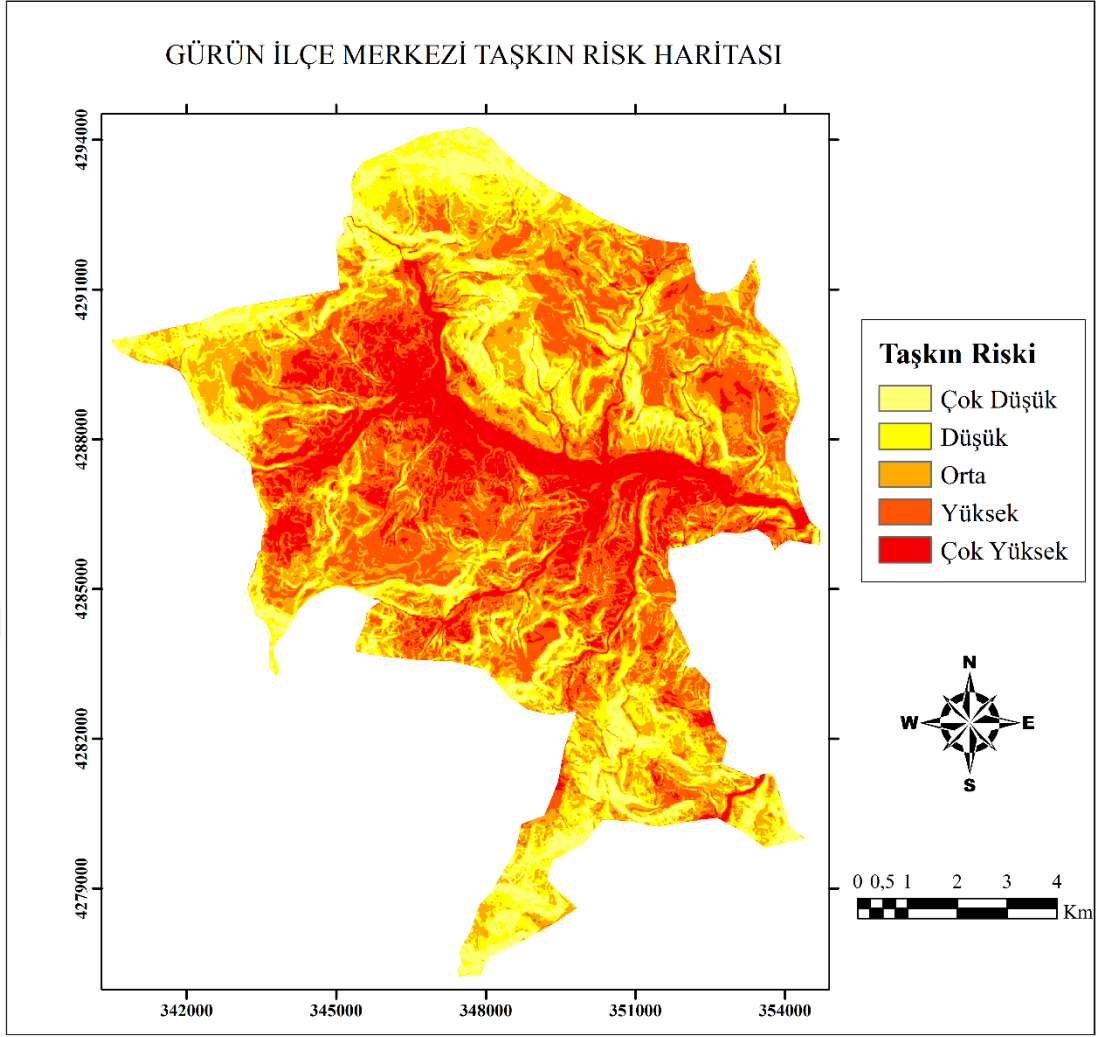 GÜRÜN İLÇE MERKEZİ TAŞKIN RİSK HARİTASI
4294000
4291000
4288000
4285000
4282000
4279000
342000
345000
348000
351000
354000
Taşkın Riski
Çok Düşük
Düşük
Orta
Yüksek
Çok Yüksek
N
W
E
S
0 0,5 1 2 3 4
Km